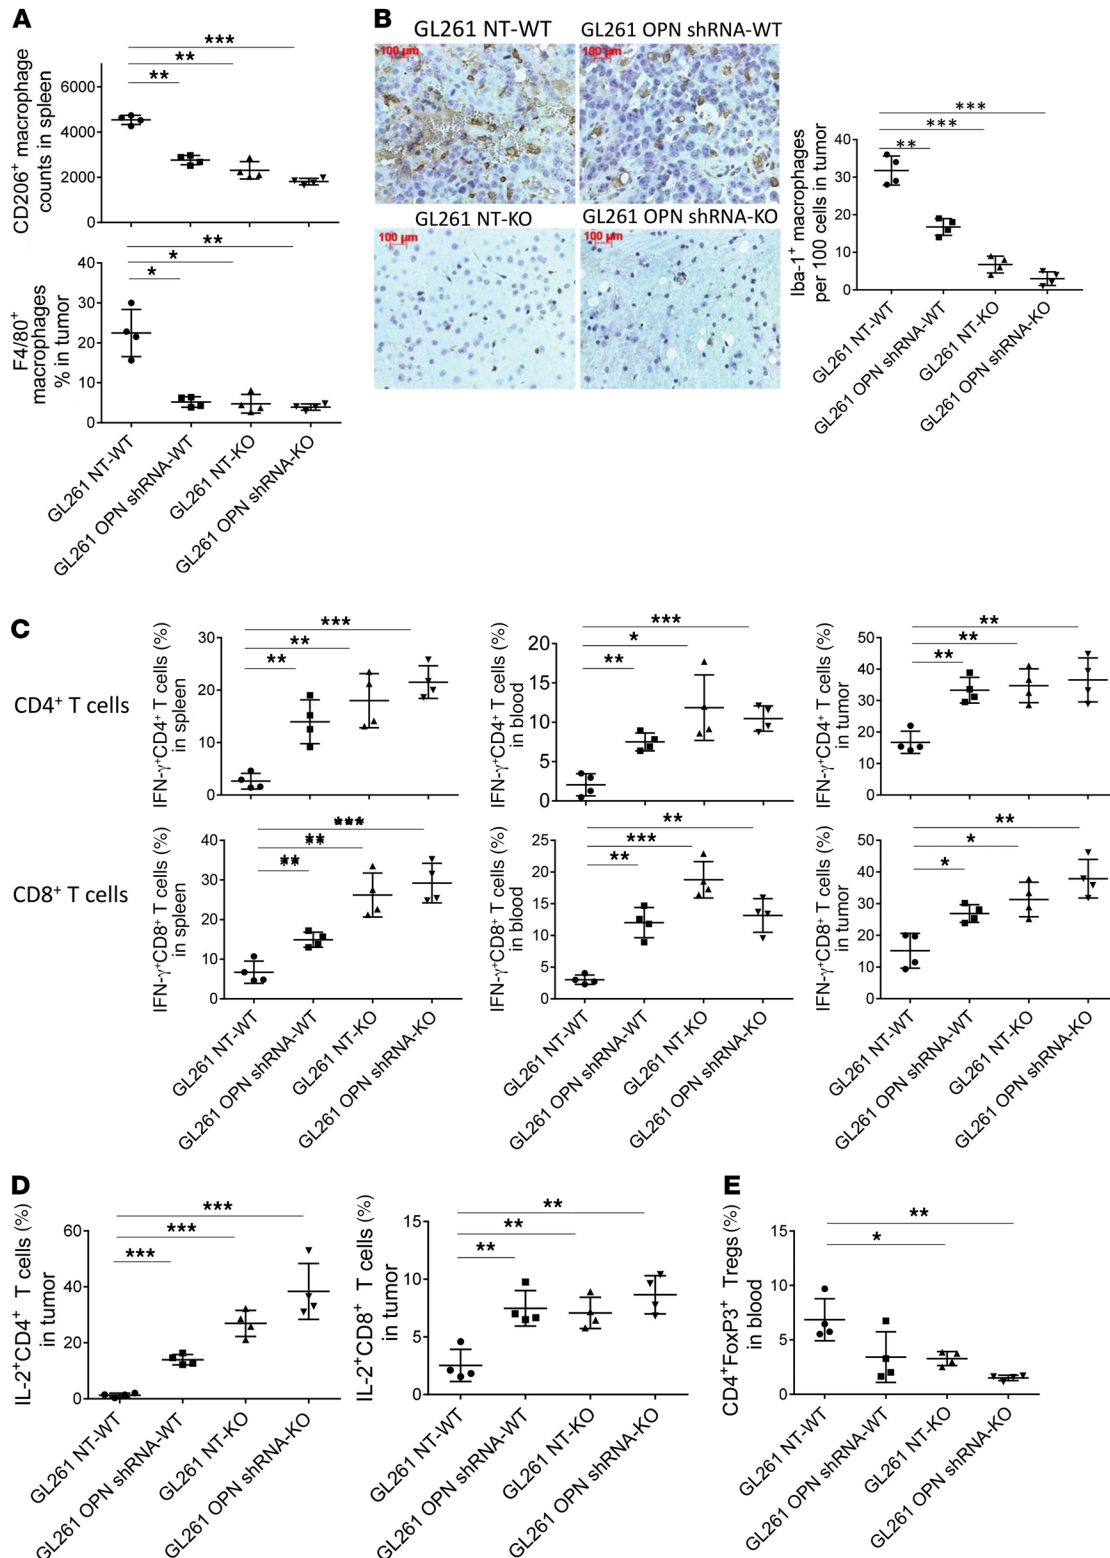 A
***
**
**
CD206⁺ macrophage
counts in spleen
6000
4000
2000
0
**
*
*
F4/80⁺
macrophages
% in tumor
40
30
20
10
0
GL261 NT-WT
GL261 OPN shRNA-WT
GL261 NT-KO
GL261 OPN shRNA-KO
B
GL261 NT-WT
GL261 OPN shRNA-WT
100 µm
100 µm
GL261 NT-KO
GL261 OPN shRNA-KO
100 µm
100 µm
***
***
**
Iba-1⁺ macrophages
per 100 cells in tumor
40
30
20
10
0
GL261 NT-WT
GL261 OPN shRNA-WT
GL261 NT-KO
GL261 OPN shRNA-KO
C
CD4⁺ T cells
***
**
**
IFN-γ⁺CD4⁺ T cells (%)
in spleen
30
20
10
0
***
*
**
IFN-γ⁺CD4⁺ T cells (%)
in blood
20
15
10
5
0
**
**
**
IFN-γ⁺CD4⁺ T cells (%)
in tumor
50
40
30
20
10
0
CD8⁺ T cells
***
**
**
IFN-γ⁺CD8⁺ T cells (%)
in spleen
40
30
20
10
0
GL261 NT-WT
GL261 OPN shRNA-WT
GL261 NT-KO
GL261 OPN shRNA-KO
**
***
**
IFN-γ⁺CD8⁺ T cells (%)
in blood
25
20
15
10
5
0
GL261 NT-WT
GL261 OPN shRNA-WT
GL261 NT-KO
GL261 OPN shRNA-KO
**
*
*
IFN-γ⁺CD8⁺ T cells (%)
in tumor
50
40
30
20
10
0
GL261 NT-WT
GL261 OPN shRNA-WT
GL261 NT-KO
GL261 OPN shRNA-KO
D
***
***
***
IL-2⁺CD4⁺ T cells (%)
in tumor
60
40
20
0
GL261 NT-WT
GL261 OPN shRNA-WT
GL261 NT-KO
GL261 OPN shRNA-KO
**
**
**
IL-2⁺CD8⁺ T cells (%)
in tumor
15
10
5
0
GL261 NT-WT
GL261 OPN shRNA-WT
GL261 NT-KO
GL261 OPN shRNA-KO
E
**
*
CD4⁺FoxP3⁺ Tregs (%)
in blood
15
10
5
0
GL261 NT-WT
GL261 OPN shRNA-WT
GL261 NT-KO
GL261 OPN shRNA-KO